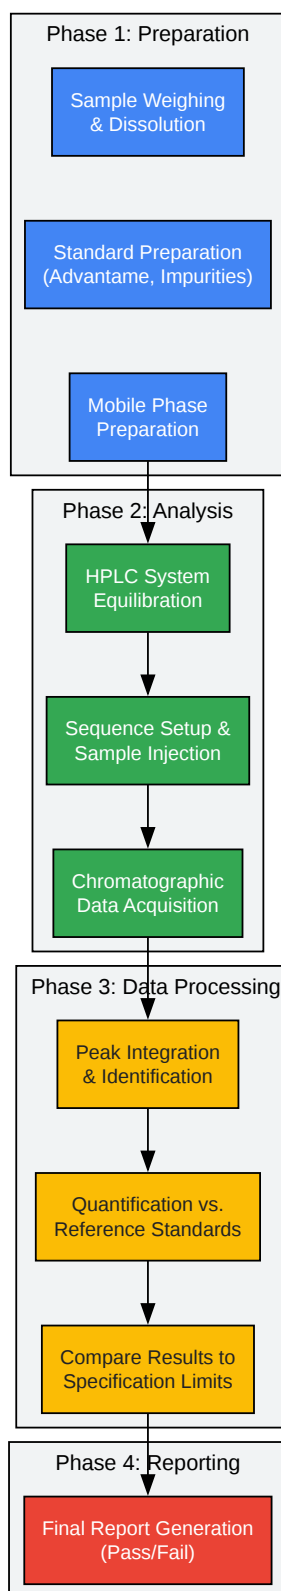 Phase 1: Preparation
Sample Weighing
& Dissolution
Standard Preparation
(Advantame, Impurities)
Mobile Phase
Preparation
Phase 2: Analysis
HPLC System
Equilibration
Sequence Setup &
Sample Injection
Chromatographic
Data Acquisition
Phase 3: Data Processing
Peak Integration
& Identification
Quantification vs.
Reference Standards
Compare Results to
Specification Limits
Phase 4: Reporting
Final Report Generation
(Pass/Fail)